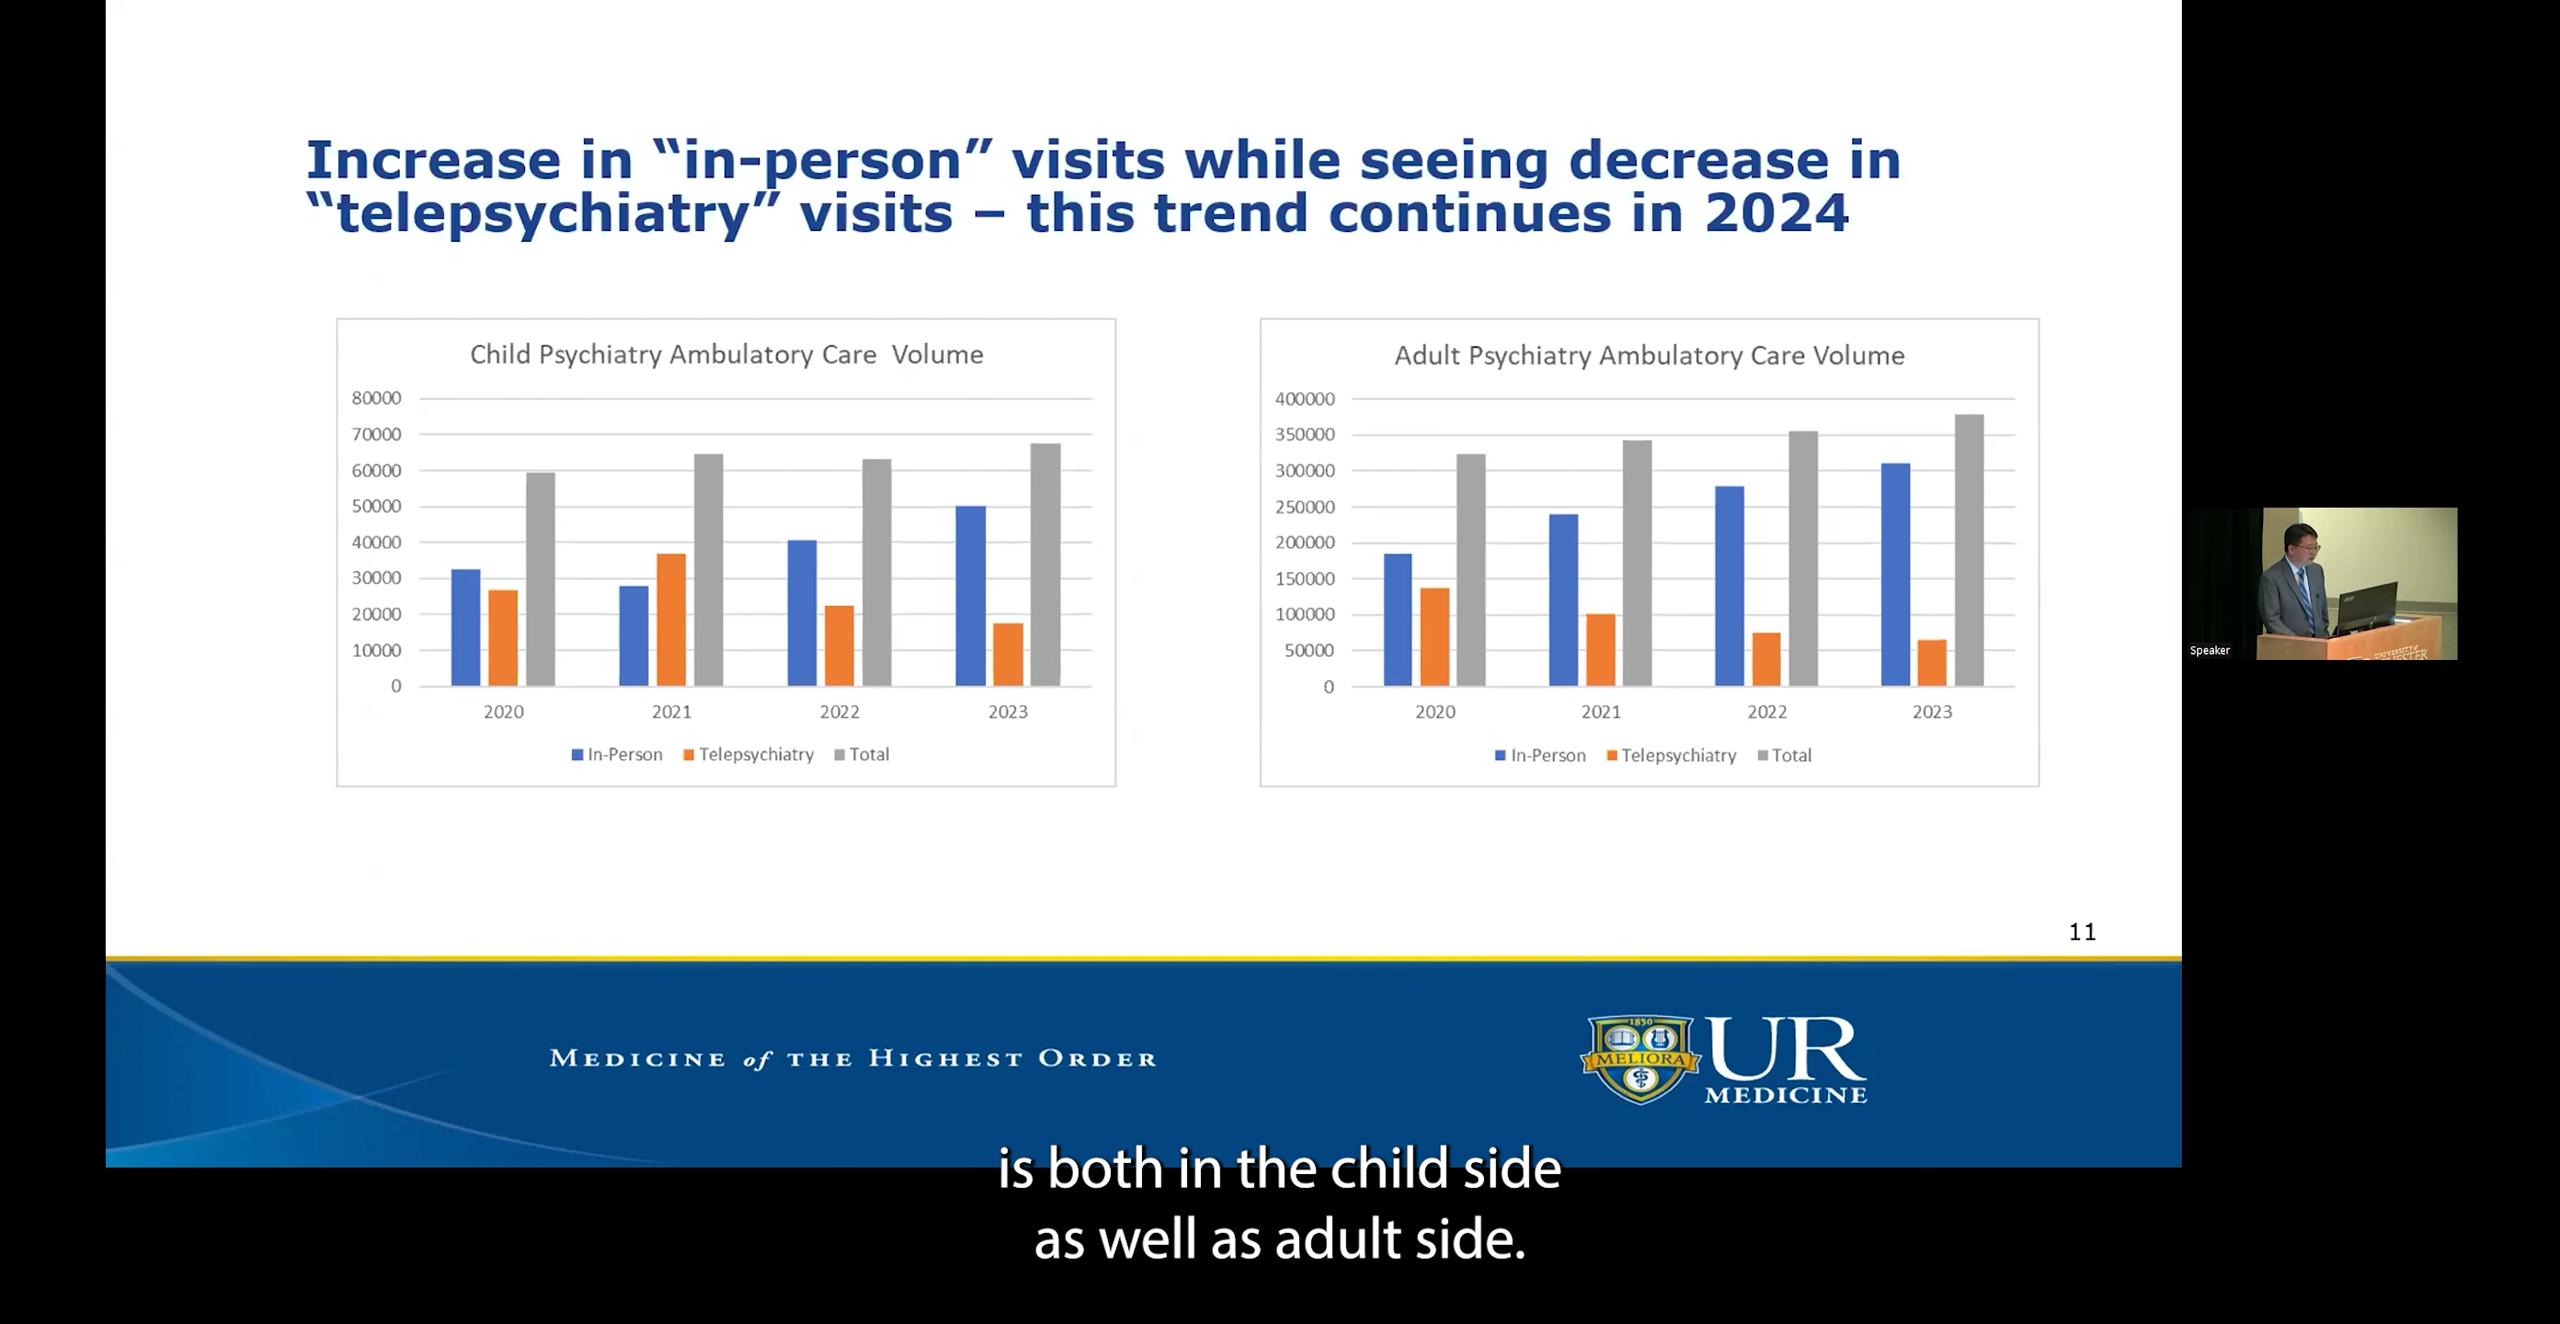 Increase in “in-person” visits while seeing decrease in
“telepsychiatry” visits – this trend continues in 2024
Child Psychiatry Ambulatory Care Volume
80000
70000
60000
50000
40000
30000
20000
10000
0
2020 2021 2022 2023
In-Person Telepsychiatry Total
Adult Psychiatry Ambulatory Care Volume
400000
350000
300000
250000
200000
150000
100000
50000
0
2020 2021 2022 2023
In-Person Telepsychiatry Total
Speaker
11
MEDICINE of THE HIGHEST ORDER
1850
MELIORA
UR
MEDICINE
is both in the child side
as well as adult side.